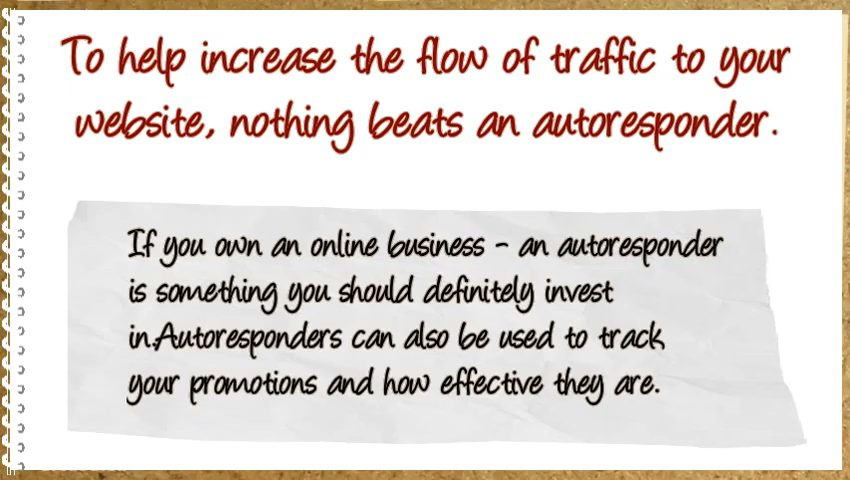 To help increase the flow of traffic to your
website, nothing beats an autoresponder.
If you own an online business - an autoresponder
is something you should definitely invest
in.Autoresponders can also be used to track
your promotions and how effective they are.